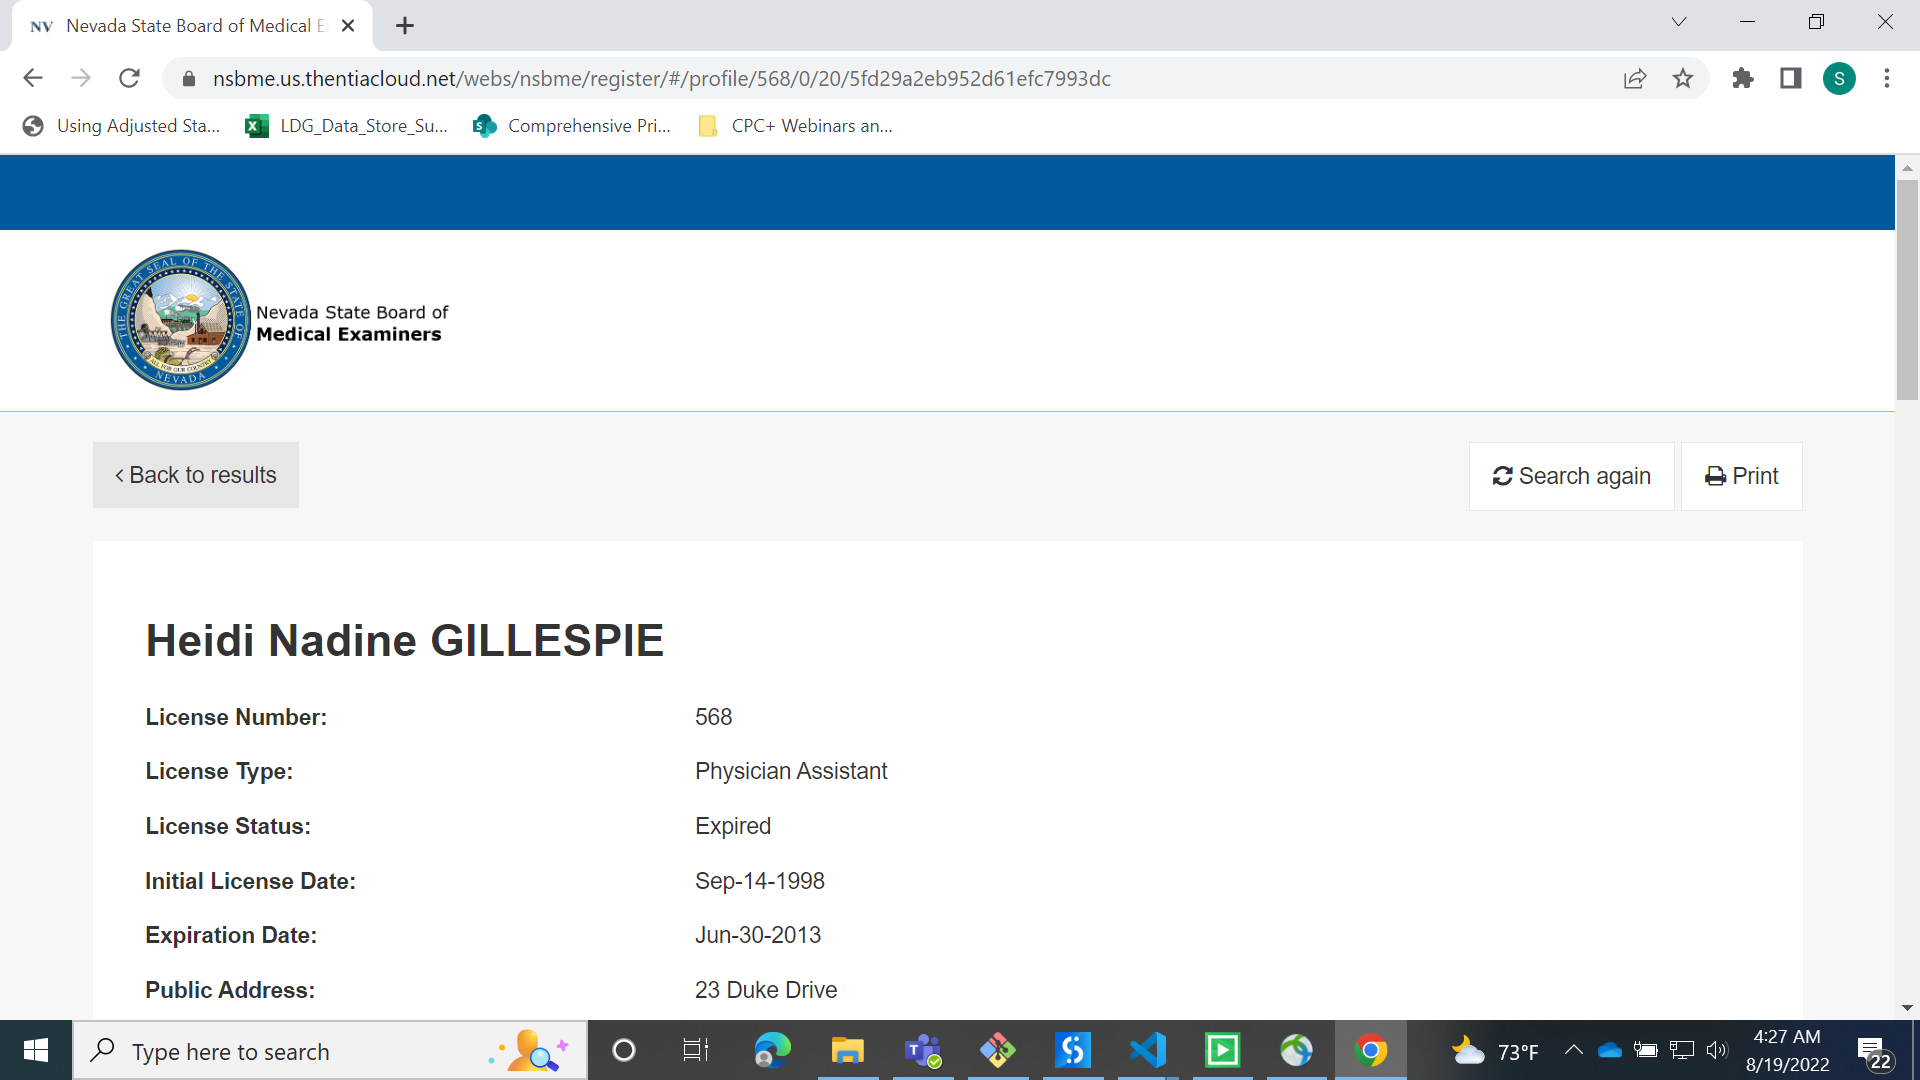 NV Nevada State Board of Medical E
nsbme.us.thentiacloud.net/webs/nsbme/register/#/profile/568/0/20/5fd29a2eb952d61efc7993dc
S
Using Adjusted Sta...
LDG_Data_Store_Su...
Comprehensive Pri...
CPC+ Webinars an...
THE GREAT SEAL OF THE STATE OF NEVADA
ALL FOR OUR COUNTRY
Nevada State Board of
Medical Examiners
Back to results
Search again
Print
Heidi Nadine GILLESPIE
License Number: 568
License Type: Physician Assistant
License Status: Expired
Initial License Date: Sep-14-1998
Expiration Date: Jun-30-2013
Public Address: 23 Duke Drive
Type here to search
73°F
4:27 AM
8/19/2022
22